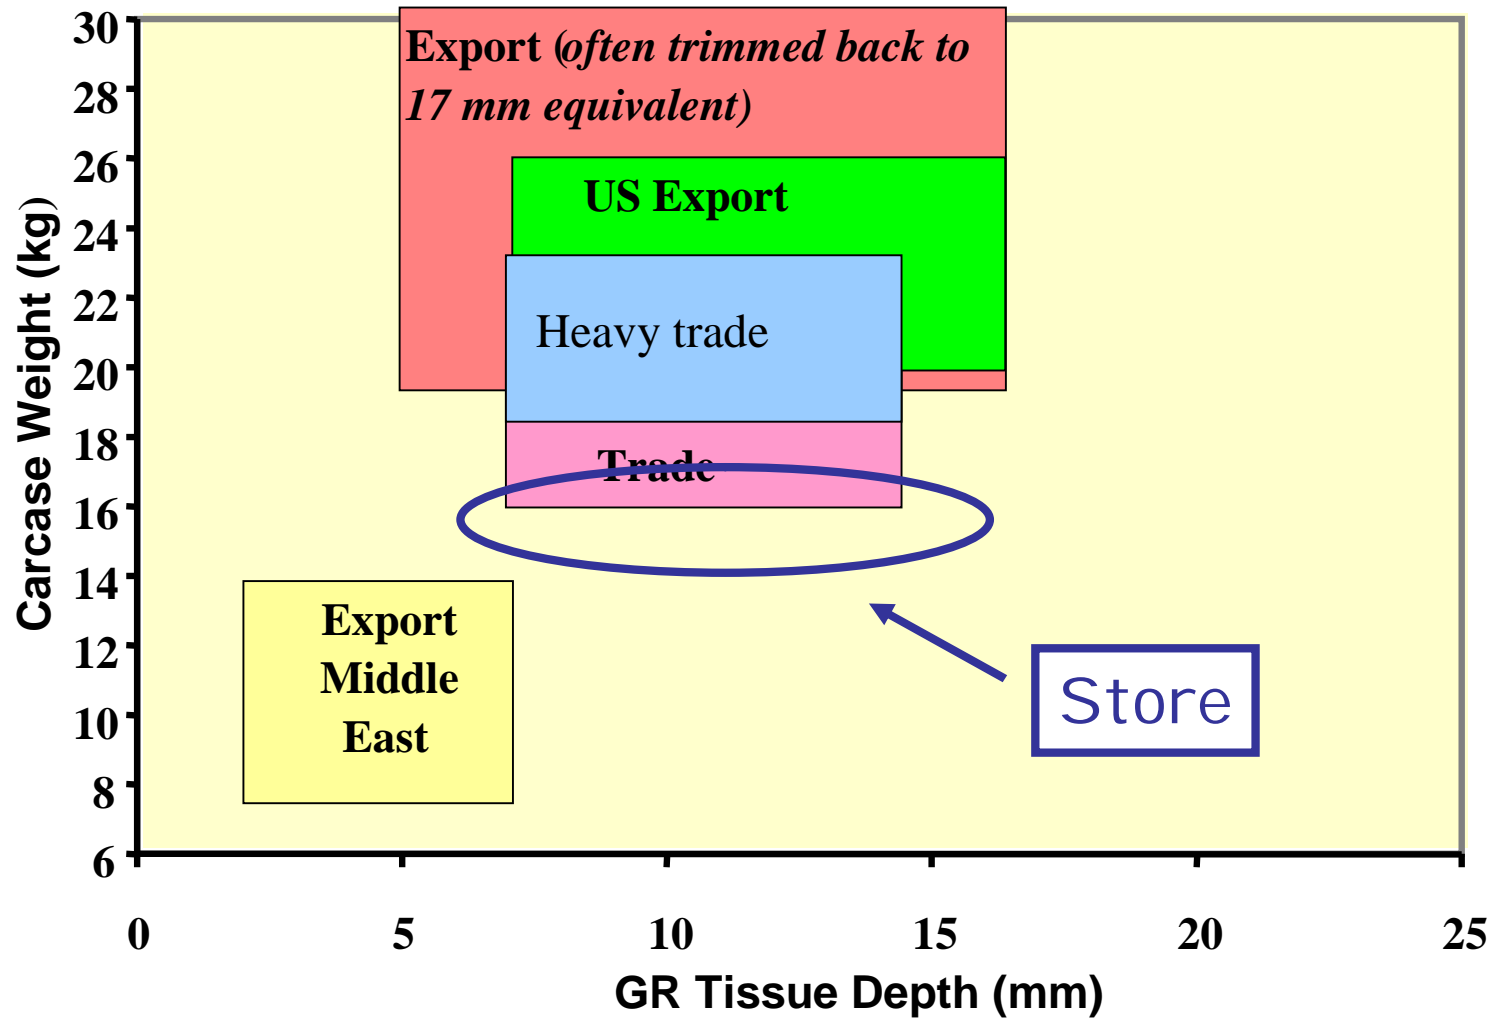 30
28
26
24
22
20
18
16
14
12
10
8
6
Carcase Weight (kg)
Export (often trimmed back to
17 mm equivalent)
US Export
Heavy trade
Trade
Export
Middle
East
Store
0 5 10 15 20 25
GR Tissue Depth (mm)